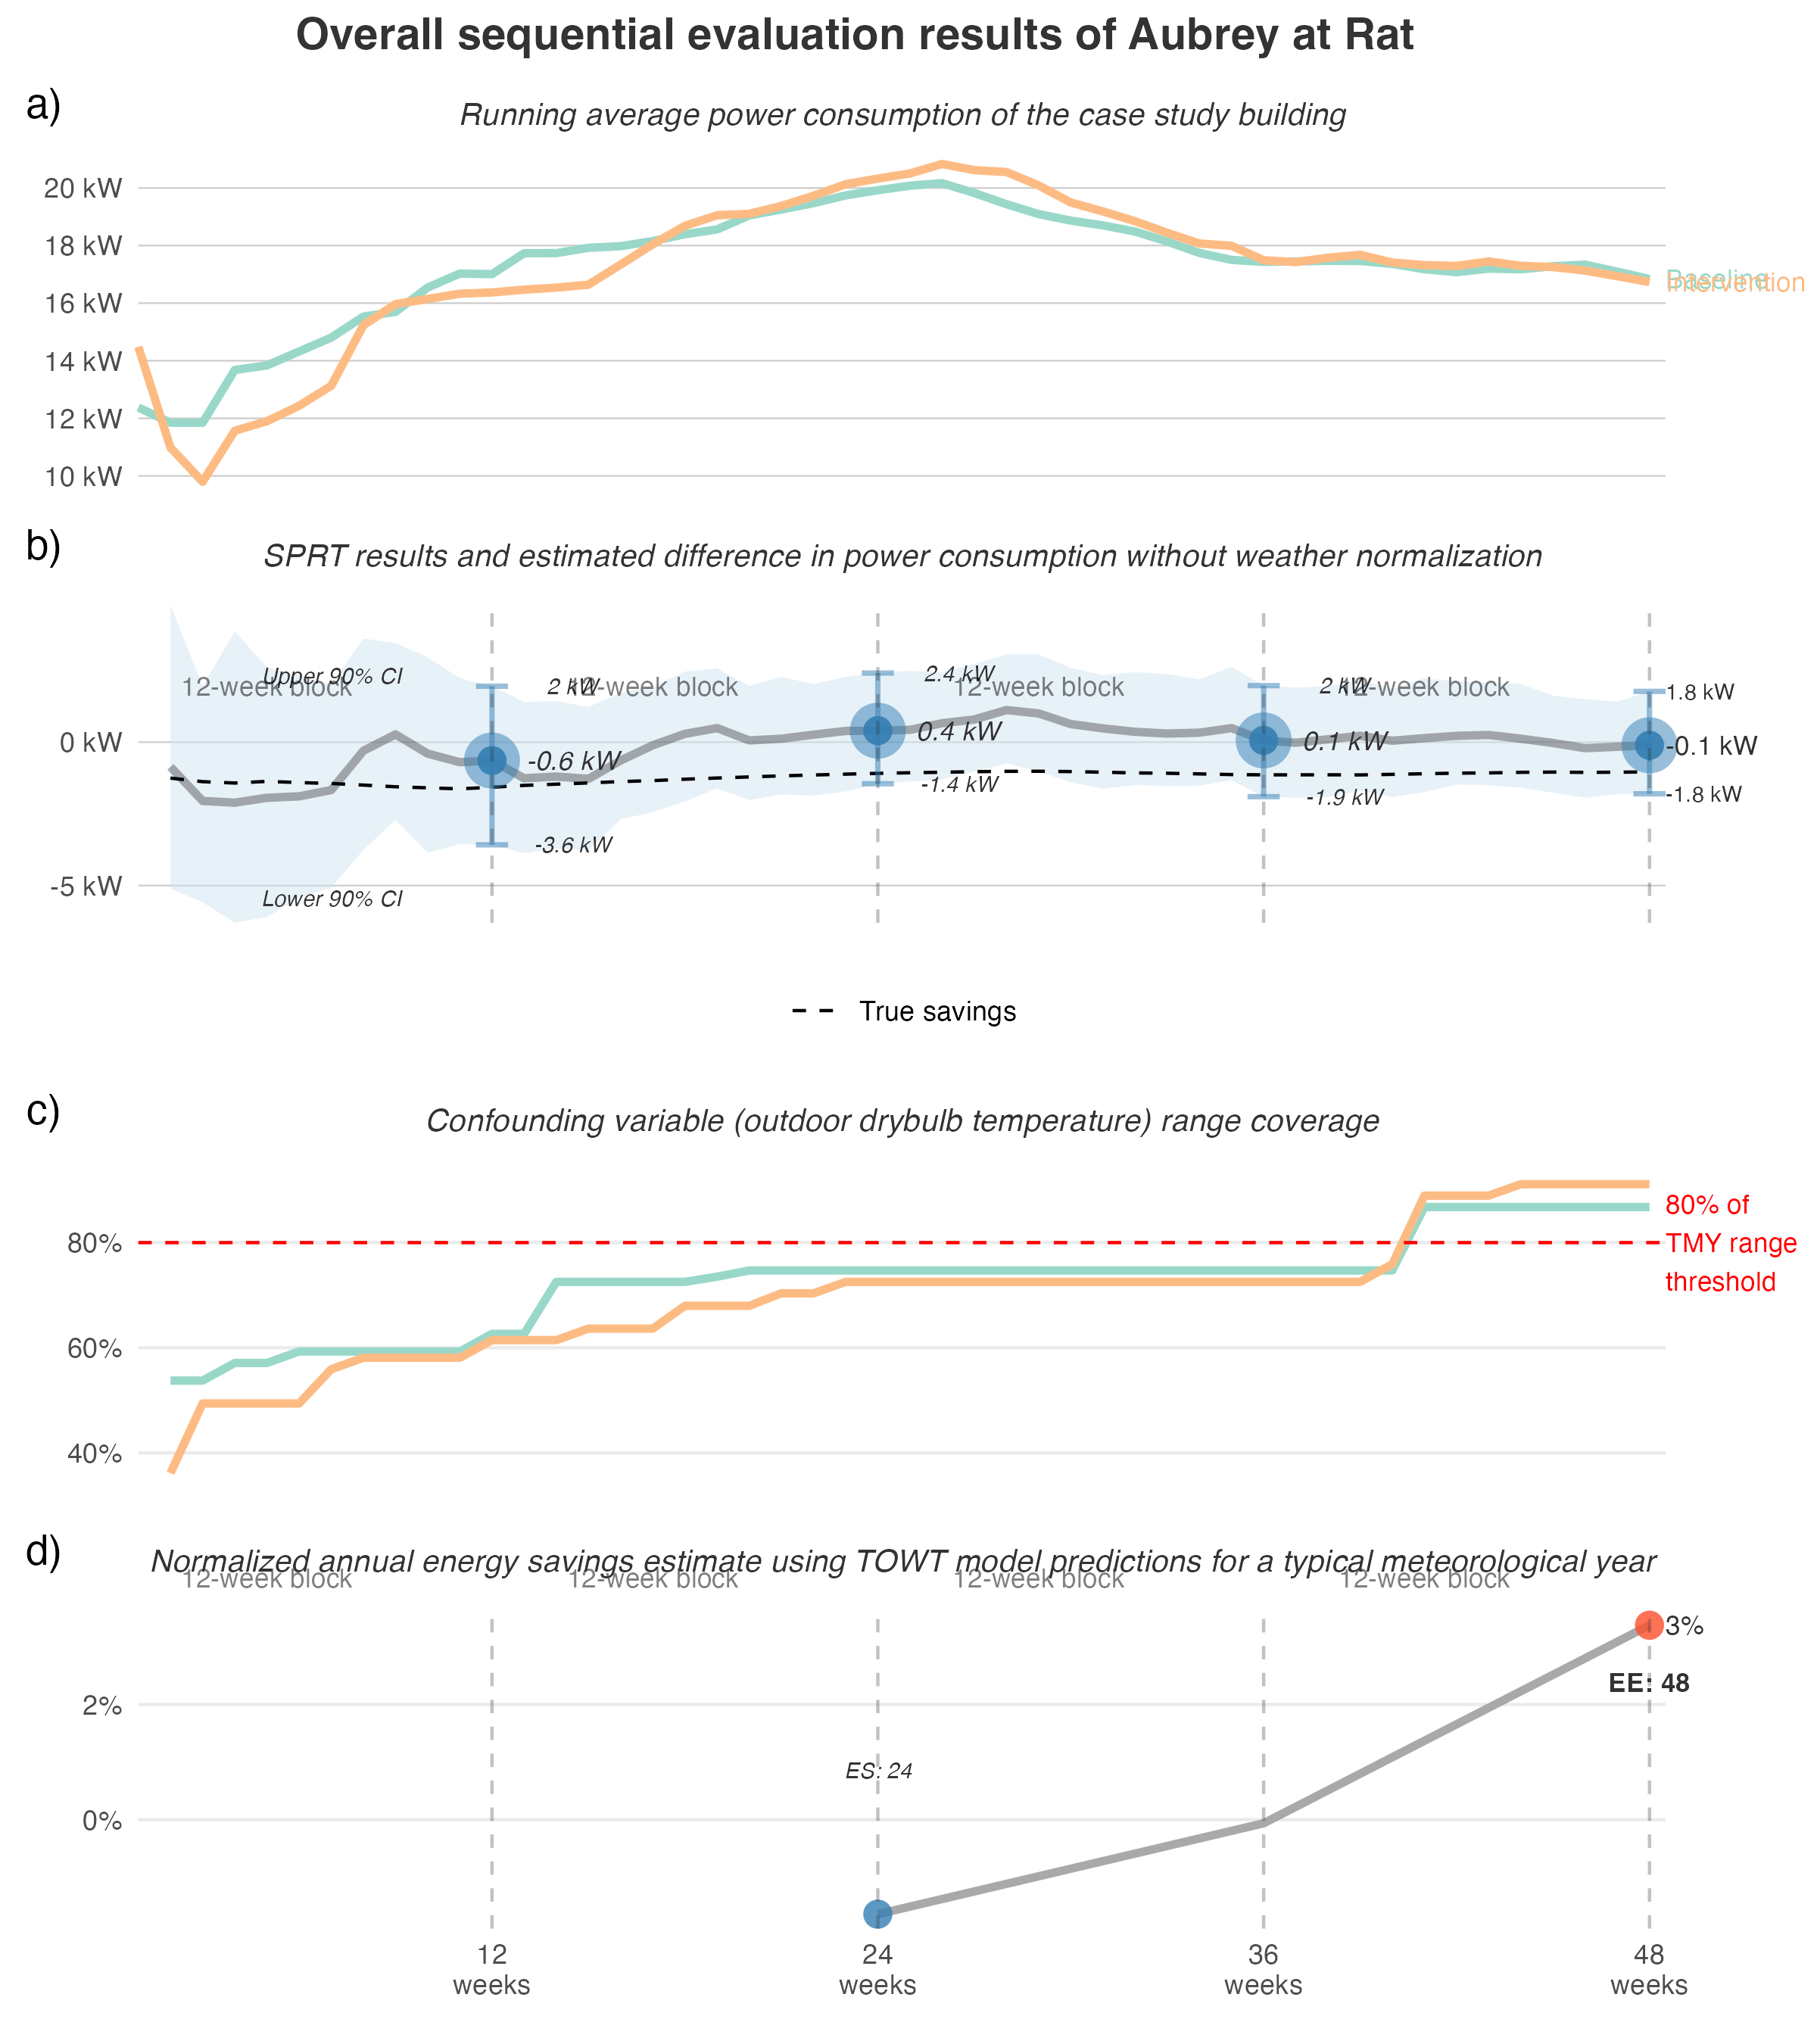 Overall sequential evaluation results of Aubrey at Rat
a)
Running average power consumption of the case study building
20 kW
18 kW
16 kW
14 kW
12 kW
10 kW
Baseline
Intervention
b)
SPRT results and estimated difference in power consumption without weather normalization
Upper 90% CI
12-week block
12-week block
12-week block
12-week block
2 kW
2.4 kW
2 kW
1.8 kW
0 kW
-0.6 kW
0.4 kW
0.1 kW
-0.1 kW
-3.6 kW
-1.4 kW
-1.9 kW
-1.8 kW
-5 kW
Lower 90% CI
True savings
c)
Confounding variable (outdoor drybulb temperature) range coverage
80%
60%
40%
80% of
TMY range
threshold
d)
Normalized annual energy savings estimate using TOWT model predictions for a typical meteorological year
12-week block
12-week block
12-week block
12-week block
3%
EE: 48
2%
ES: 24
0%
12
weeks
24
weeks
36
weeks
48
weeks